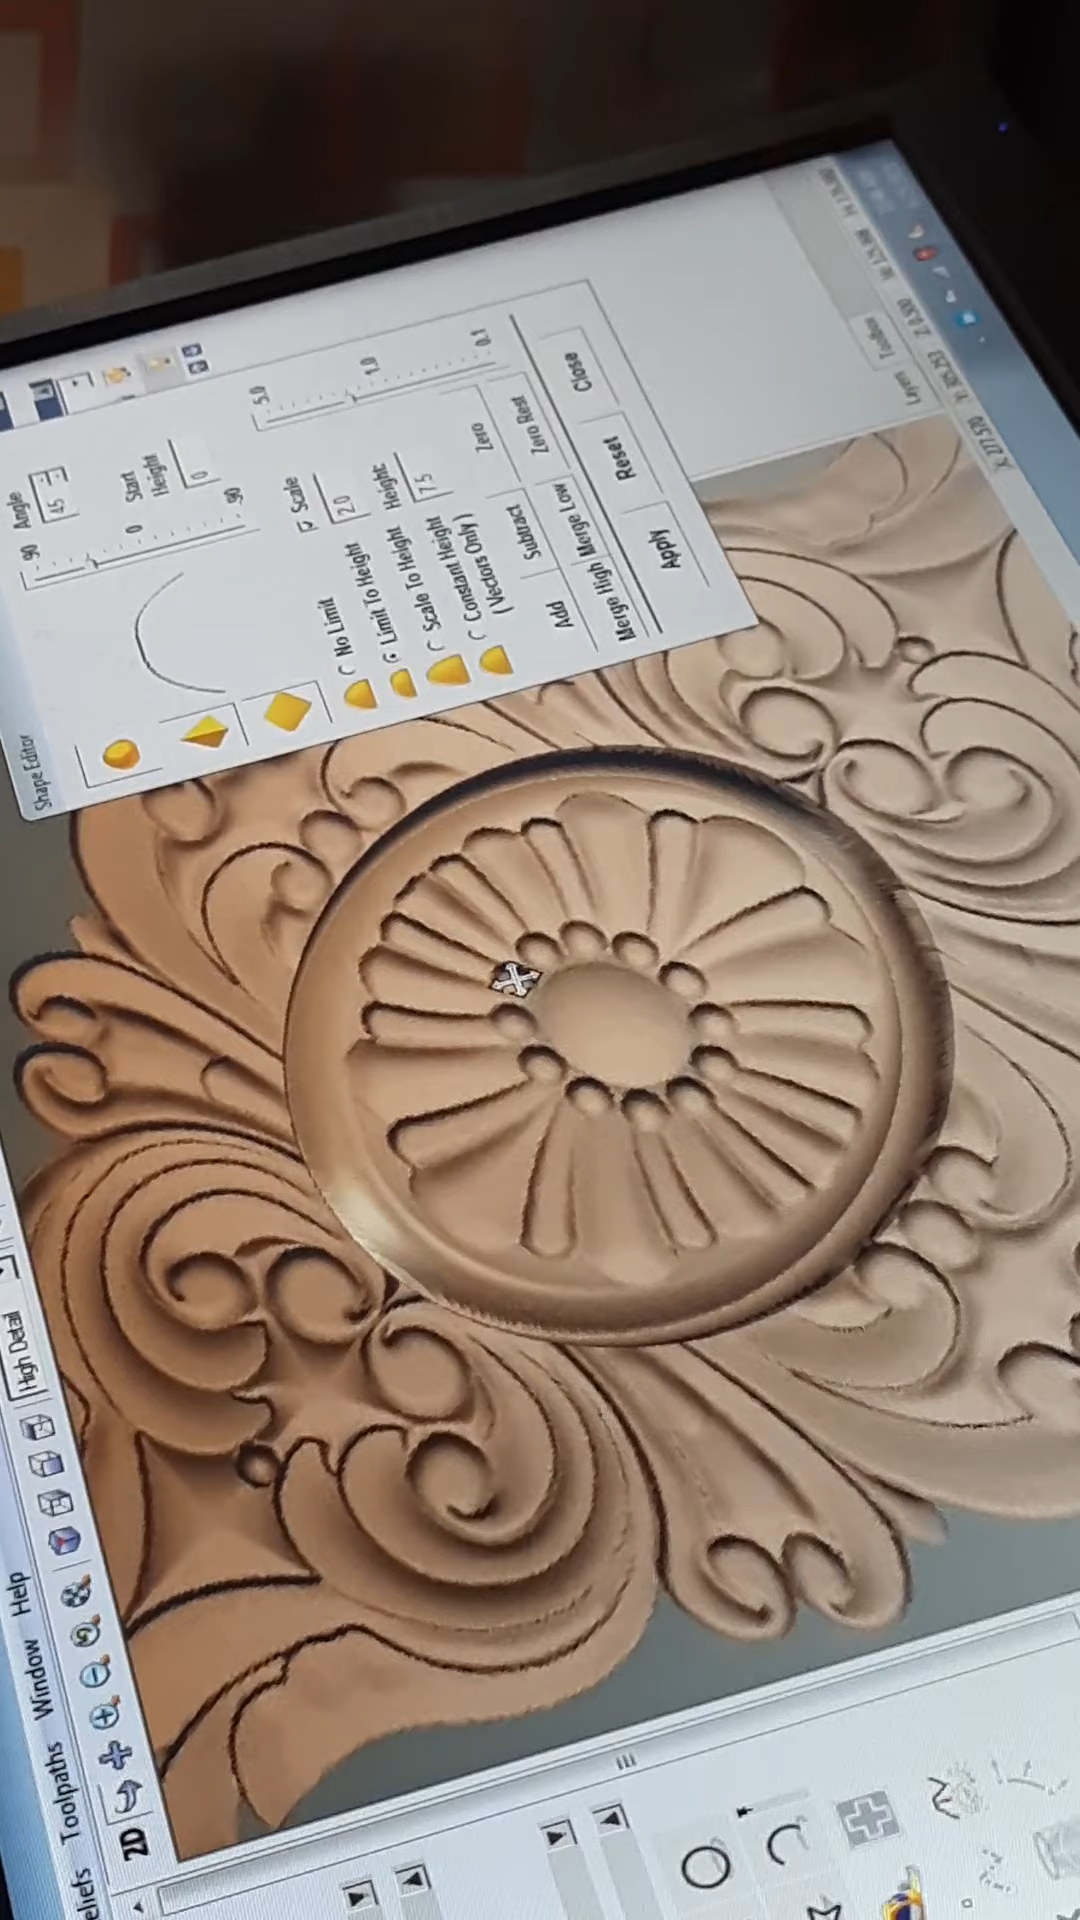 eliefs Toolpaths Window Help
2D High Detail
Shape Editor
90
0
-90
Angle
45
Start
Height
0
Scale
2.0
5.0
1.0
0.1
No Limit
Limit To Height
Scale To Height
Constant Height
(Vectors Only)
Height:
7.5
Add Subtract Zero
Merge High Merge Low Zero Rest
Apply Reset Close
Layers Toolbox